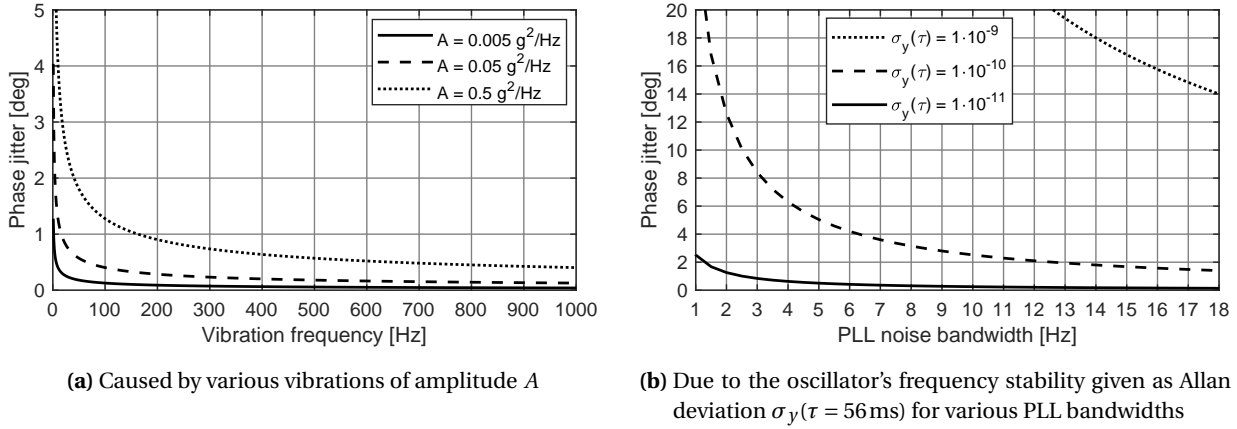 Phase jitter [deg]
5
4
3
2
1
0
A = 0.005 g²/Hz
A = 0.05 g²/Hz
A = 0.5 g²/Hz
0 100 200 300 400 500 600 700 800 900 1000
Vibration frequency [Hz]
(a) Caused by various vibrations of amplitude A
Phase jitter [deg]
20
18
16
14
12
10
8
6
4
2
0
σ_y(τ) = 1·10⁻⁹
σ_y(τ) = 1·10⁻¹⁰
σ_y(τ) = 1·10⁻¹¹
1 2 3 4 5 6 7 8 9 10 11 12 13 14 15 16 17 18
PLL noise bandwidth [Hz]
(b) Due to the oscillator's frequency stability given as Allan
deviation σ_y(τ = 56 ms) for various PLL bandwidths